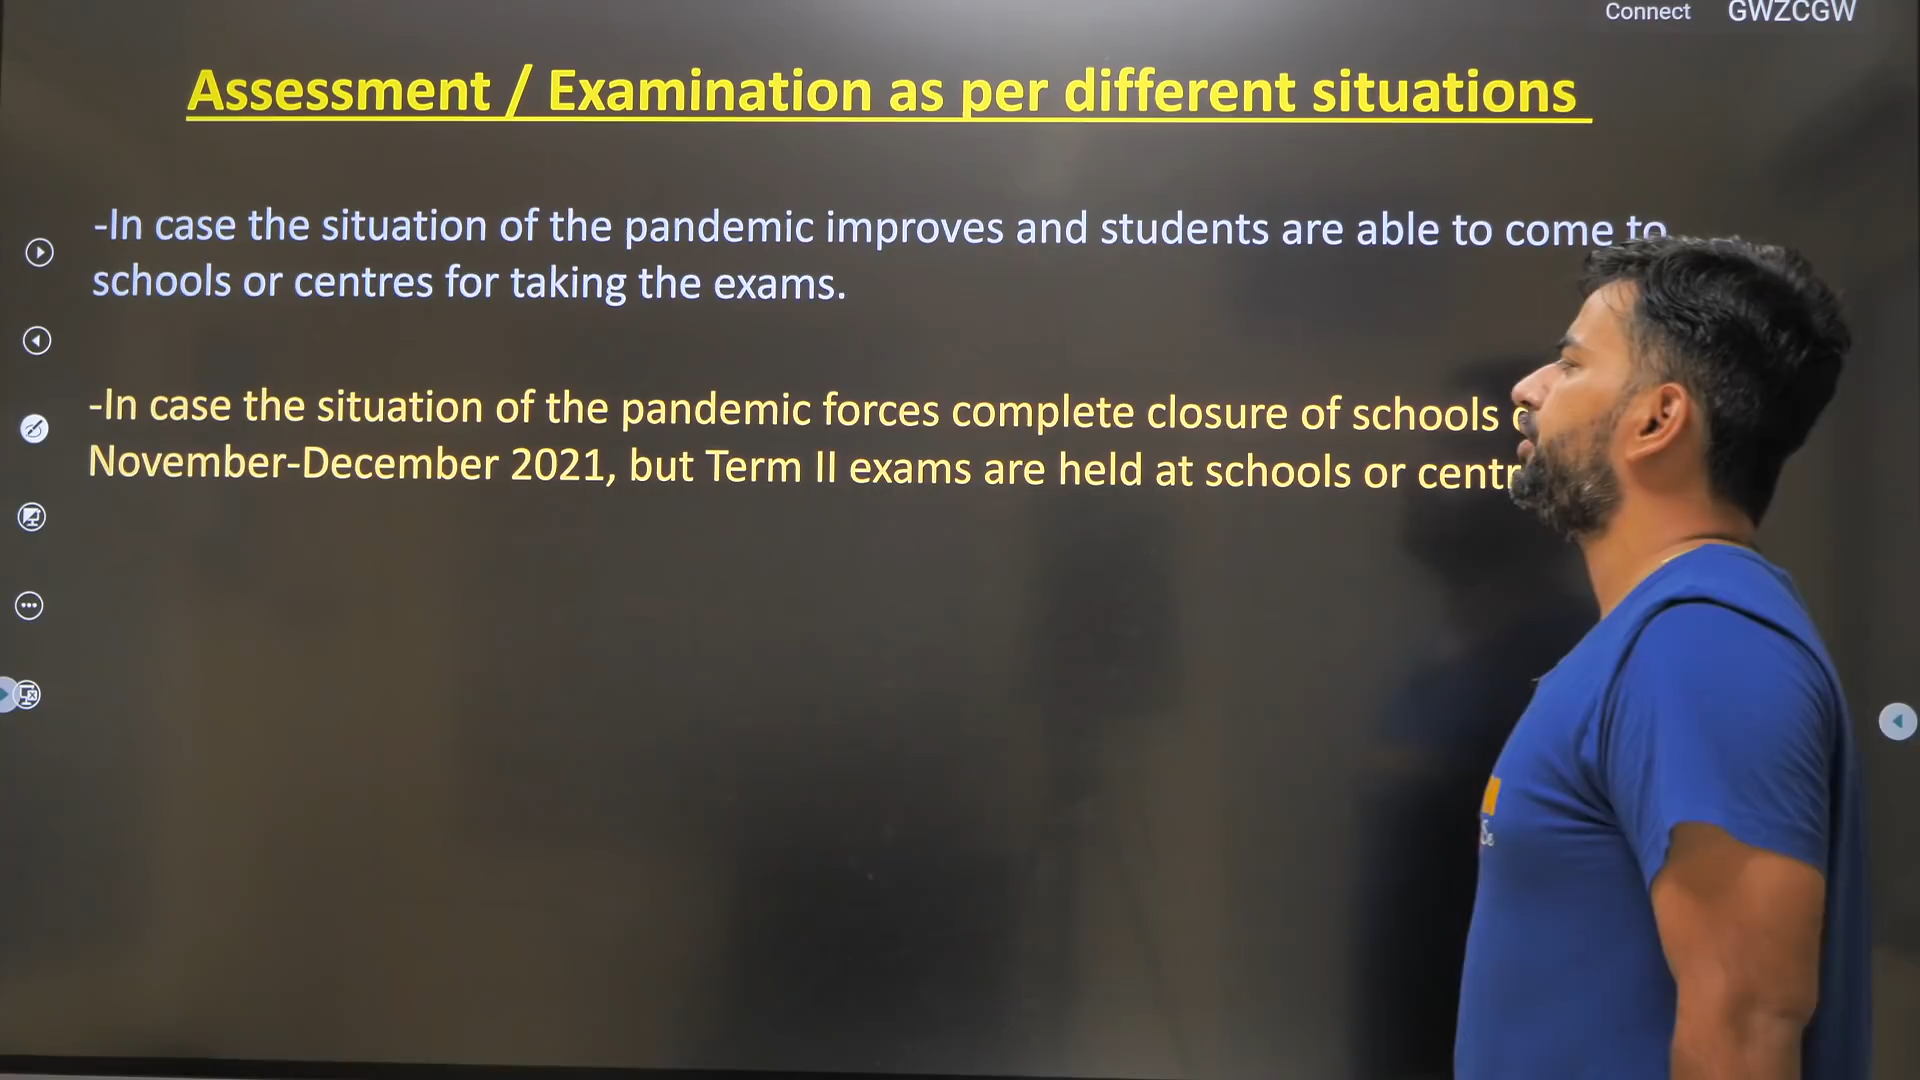 Connect GWZCGW
Assessment / Examination as per different situations
-In case the situation of the pandemic improves and students are able to come to
schools or centres for taking the exams.
-In case the situation of the pandemic forces complete closure of schools
November-December 2021, but Term II exams are held at schools or